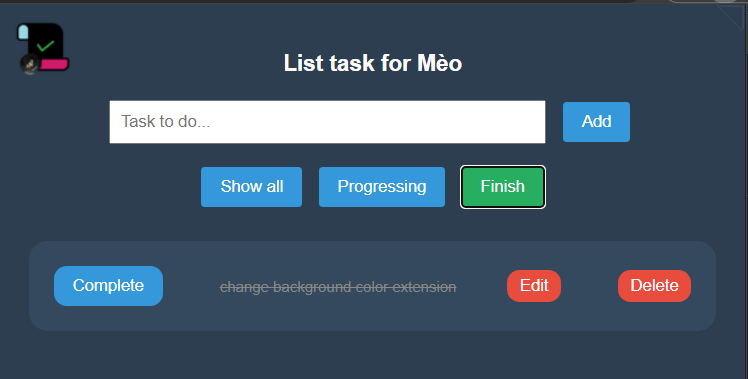 List task for Mèo
Task to do...
Add
Show all
Progressing
Finish
Complete
change background color extension
Edit
Delete